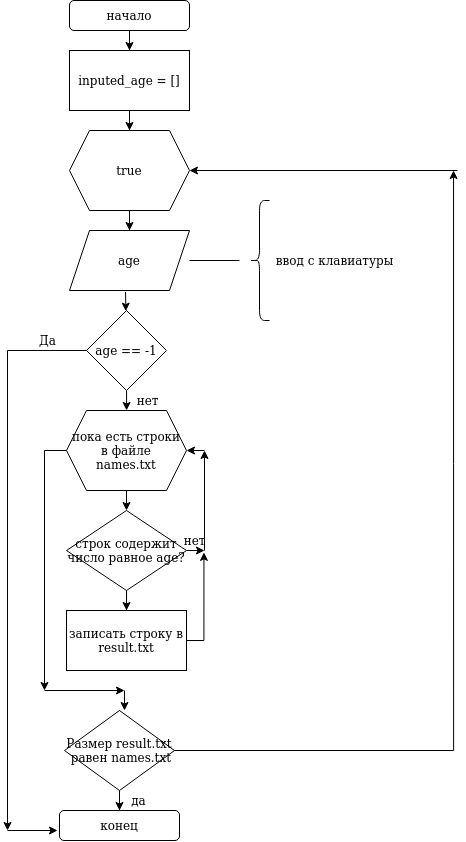 начало
inputed_age = []
true
age
ввод с клавиатуры
Да
age == -1
нет
пока есть строки
в файле
names.txt
строк содержит
число равное age?
нет
записать строку в
result.txt
Размер result.txt
равен names.txt
да
конец